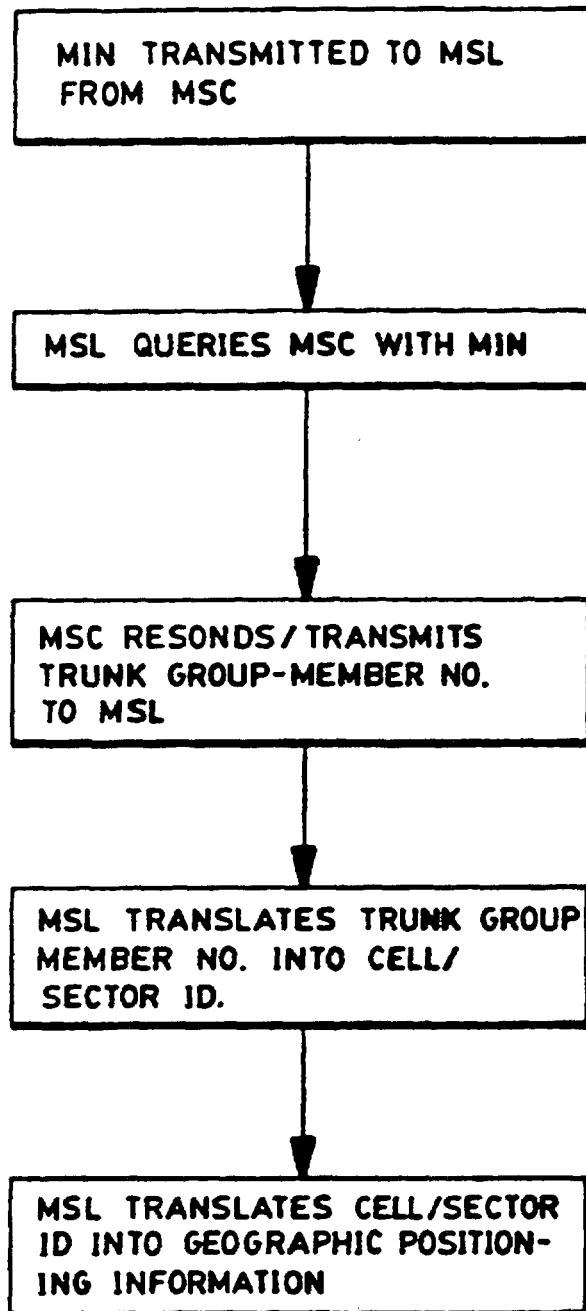 MIN TRANSMITTED TO MSL
FROM MSC
MSL QUERIES MSC WITH MIN
MSC RESONDS/TRANSMITS
TRUNK GROUP-MEMBER NO.
TO MSL
MSL TRANSLATES TRUNK GROUP
MEMBER NO. INTO CELL/
SECTOR ID.
MSL TRANSLATES CELL/SECTOR
ID INTO GEOGRAPHIC POSITION-
ING INFORMATION